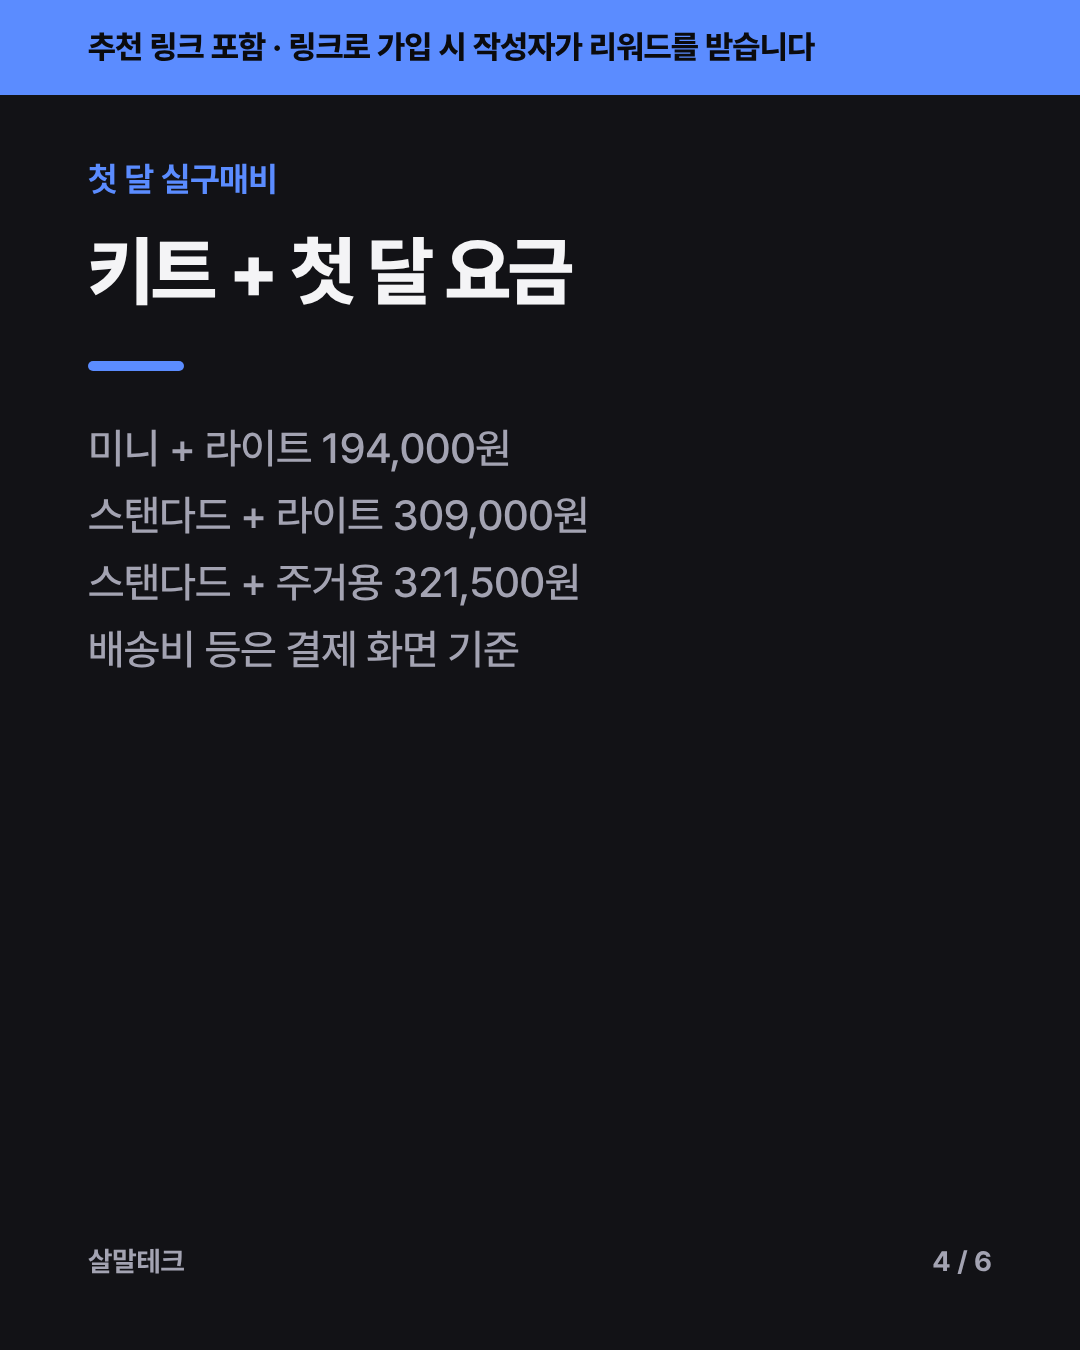 추천 링크 포함 · 링크로 가입 시 작성자가 리워드를 받습니다
첫 달 실구매비
키트 + 첫 달 요금
미니 + 라이트 194,000원
스탠다드 + 라이트 309,000원
스탠다드 + 주거용 321,500원
배송비 등은 결제 화면 기준
살말테크
4 / 6